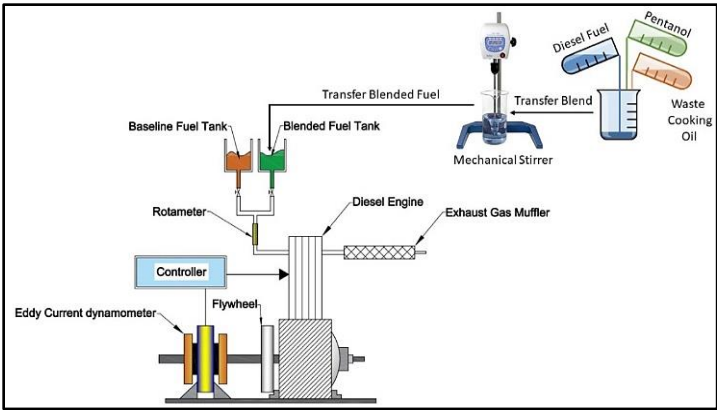 Pentanol
Diesel Fuel
Waste
Cooking
Oil
Transfer Blend
Mechanical Stirrer
Transfer Blended Fuel
Baseline Fuel Tank
Blended Fuel Tank
Rotameter
Diesel Engine
Exhaust Gas Muffler
Controller
Flywheel
Eddy Current dynamometer